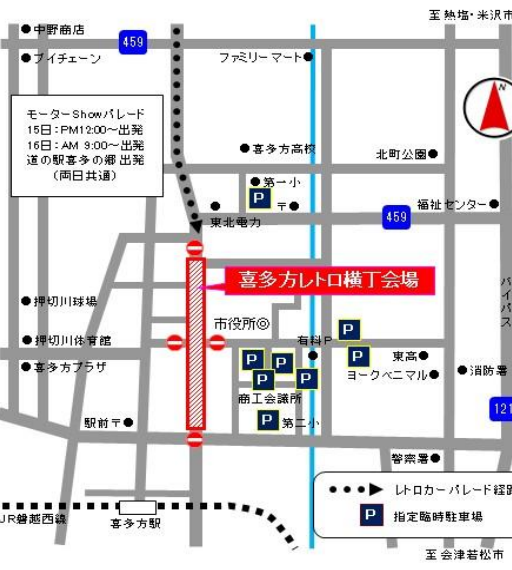 至 熱塩・米沢市
中野商店
459
ブイチェーン
ファミリーマート
N
モーターShowパレード
15日：PM12:00～出発
16日：AM 9:00～出発
道の駅喜多の郷出発
（両日共通）
喜多方高校
北町公園
第一小
P
〒
福祉センター
459
東北電力
喜多方レトロ横丁会場
バイパス
押切川球場
市役所◎
P
押切川体育館
有料P
P
東高
喜多方プラザ
P
P
P
P
ヨークベニマル
消防署
商工会議所
121
駅前〒
P
第二小
警察署
レトロカーパレード経路
P
指定臨時駐車場
JR磐越西線
喜多方駅
至 会津若松市